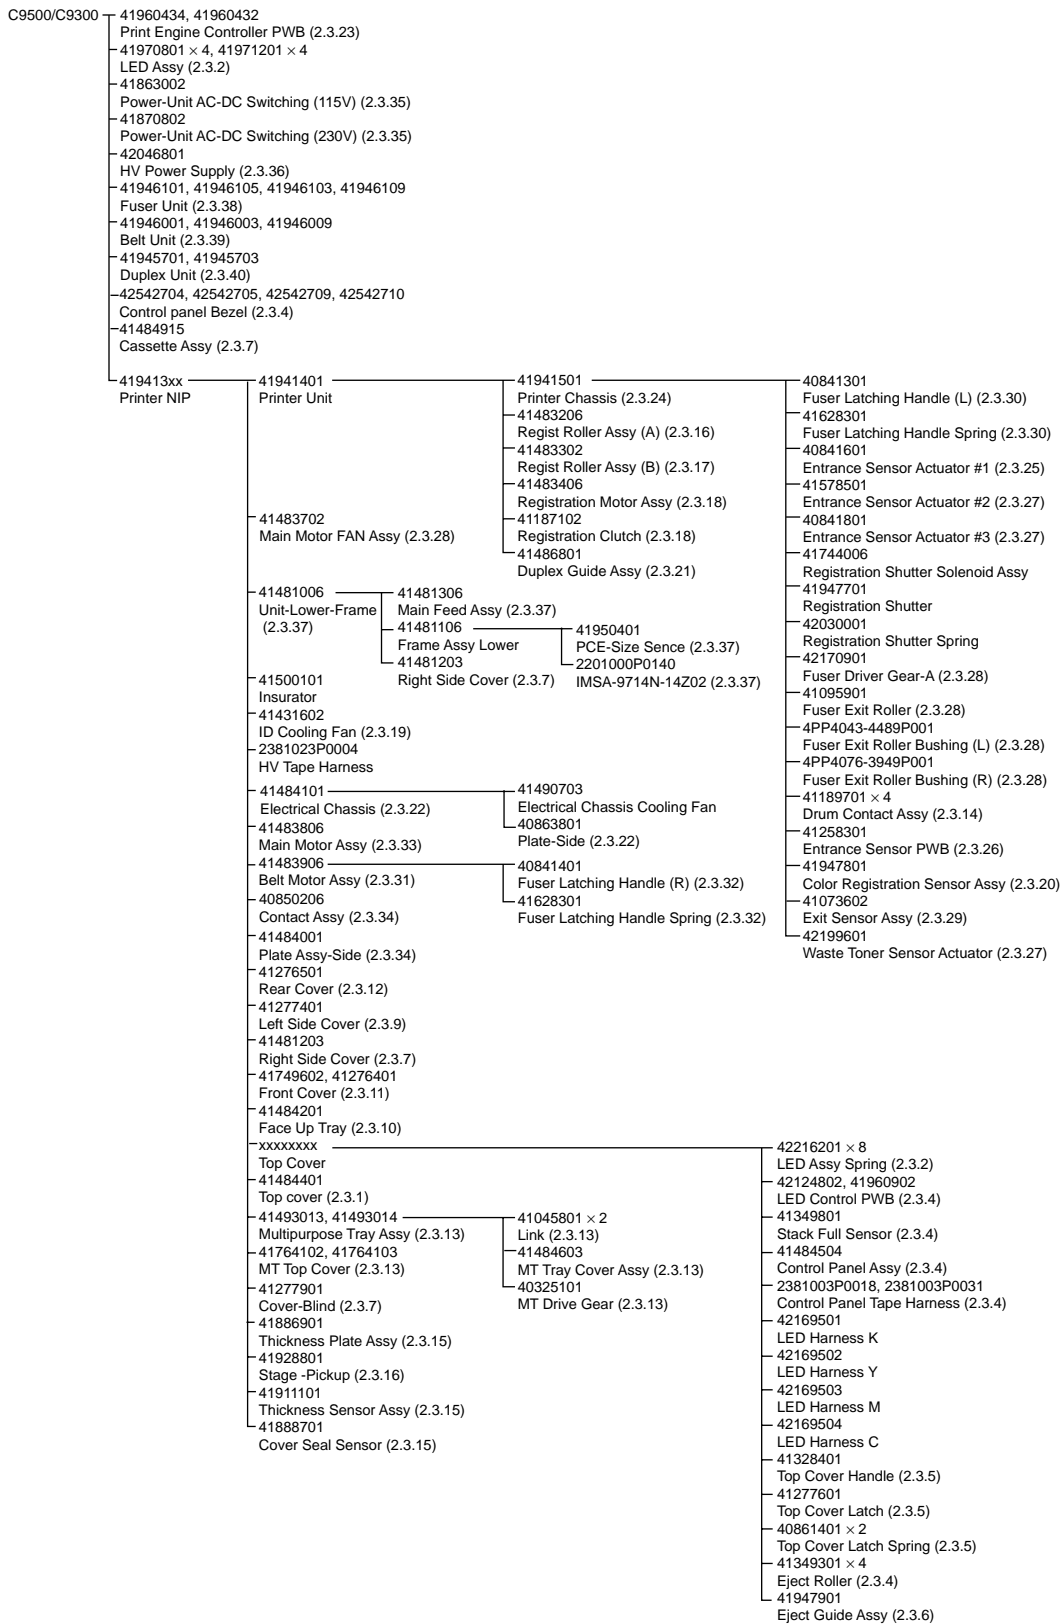 C9500/C9300
41960434, 41960432
Print Engine Controller PWB (2.3.23)
41970801 × 4, 41971201 × 4
LED Assy (2.3.2)
41863002
Power-Unit AC-DC Switching (115V) (2.3.35)
41870802
Power-Unit AC-DC Switching (230V) (2.3.35)
42046801
HV Power Supply (2.3.36)
41946101, 41946105, 41946103, 41946109
Fuser Unit (2.3.38)
41946001, 41946003, 41946009
Belt Unit (2.3.39)
41945701, 41945703
Duplex Unit (2.3.40)
42542704, 42542705, 42542709, 42542710
Control panel Bezel (2.3.4)
41484915
Cassette Assy (2.3.7)
419413xx
Printer NIP
41941401
Printer Unit
41483702
Main Motor FAN Assy (2.3.28)
41481006
Unit-Lower-Frame
(2.3.37)
41500101
Insurator
41431602
ID Cooling Fan (2.3.19)
2381023P0004
HV Tape Harness
41484101
Electrical Chassis (2.3.22)
41483806
Main Motor Assy (2.3.33)
41483906
Belt Motor Assy (2.3.31)
40850206
Contact Assy (2.3.34)
41484001
Plate Assy-Side (2.3.34)
41276501
Rear Cover (2.3.12)
41277401
Left Side Cover (2.3.9)
41481203
Right Side Cover (2.3.7)
41749602, 41276401
Front Cover (2.3.11)
41484201
Face Up Tray (2.3.10)
xxxxxxxx
Top Cover
41484401
Top cover (2.3.1)
41493013, 41493014
Multipurpose Tray Assy (2.3.13)
41764102, 41764103
MT Top Cover (2.3.13)
41277901
Cover-Blind (2.3.7)
41886901
Thickness Plate Assy (2.3.15)
41928801
Stage -Pickup (2.3.16)
41911101
Thickness Sensor Assy (2.3.15)
41888701
Cover Seal Sensor (2.3.15)
41481306
Main Feed Assy (2.3.37)
41481106
Frame Assy Lower
41481203
Right Side Cover (2.3.7)
41941501
Printer Chassis (2.3.24)
41483206
Regist Roller Assy (A) (2.3.16)
41483302
Regist Roller Assy (B) (2.3.17)
41483406
Registration Motor Assy (2.3.18)
41187102
Registration Clutch (2.3.18)
41486801
Duplex Guide Assy (2.3.21)
41950401
PCE-Size Sence (2.3.37)
2201000P0140
IMSA-9714N-14Z02 (2.3.37)
41490703
Electrical Chassis Cooling Fan
40863801
Plate-Side (2.3.22)
40841401
Fuser Latching Handle (R) (2.3.32)
41628301
Fuser Latching Handle Spring (2.3.32)
41045801 × 2
Link (2.3.13)
41484603
MT Tray Cover Assy (2.3.13)
40325101
MT Drive Gear (2.3.13)
40841301
Fuser Latching Handle (L) (2.3.30)
41628301
Fuser Latching Handle Spring (2.3.30)
40841601
Entrance Sensor Actuator #1 (2.3.25)
41578501
Entrance Sensor Actuator #2 (2.3.27)
40841801
Entrance Sensor Actuator #3 (2.3.27)
41744006
Registration Shutter Solenoid Assy
41947701
Registration Shutter
42030001
Registration Shutter Spring
42170901
Fuser Driver Gear-A (2.3.28)
41095901
Fuser Exit Roller (2.3.28)
4PP4043-4489P001
Fuser Exit Roller Bushing (L) (2.3.28)
4PP4076-3949P001
Fuser Exit Roller Bushing (R) (2.3.28)
41189701 × 4
Drum Contact Assy (2.3.14)
41258301
Entrance Sensor PWB (2.3.26)
41947801
Color Registration Sensor Assy (2.3.20)
41073602
Exit Sensor Assy (2.3.29)
42199601
Waste Toner Sensor Actuator (2.3.27)
42216201 × 8
LED Assy Spring (2.3.2)
42124802, 41960902
LED Control PWB (2.3.4)
41349801
Stack Full Sensor (2.3.4)
41484504
Control Panel Assy (2.3.4)
2381003P0018, 2381003P0031
Control Panel Tape Harness (2.3.4)
42169501
LED Harness K
42169502
LED Harness Y
42169503
LED Harness M
42169504
LED Harness C
41328401
Top Cover Handle (2.3.5)
41277601
Top Cover Latch (2.3.5)
40861401 × 2
Top Cover Latch Spring (2.3.5)
41349301 × 4
Eject Roller (2.3.4)
41947901
Eject Guide Assy (2.3.6)